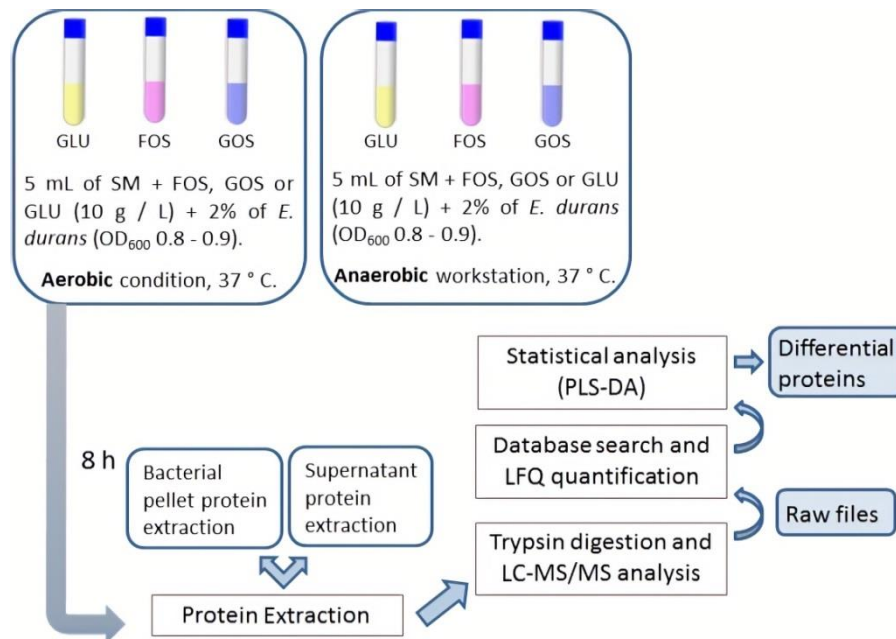 GLU FOS GOS
5 mL of SM + FOS, GOS or
GLU (10 g / L) + 2% of E.
durans (OD600 0.8 - 0.9).
Aerobic condition, 37 ° C.
GLU FOS GOS
5 mL of SM + FOS, GOS or GLU
(10 g / L) + 2% of E. durans
(OD600 0.8 - 0.9).
Anaerobic workstation, 37 ° C.
8 h
Bacterial
pellet protein
extraction
Supernatant
protein
extraction
Protein Extraction
Trypsin digestion and
LC-MS/MS analysis
Raw files
Database search and
LFQ quantification
Statistical analysis
(PLS-DA)
Differential
proteins